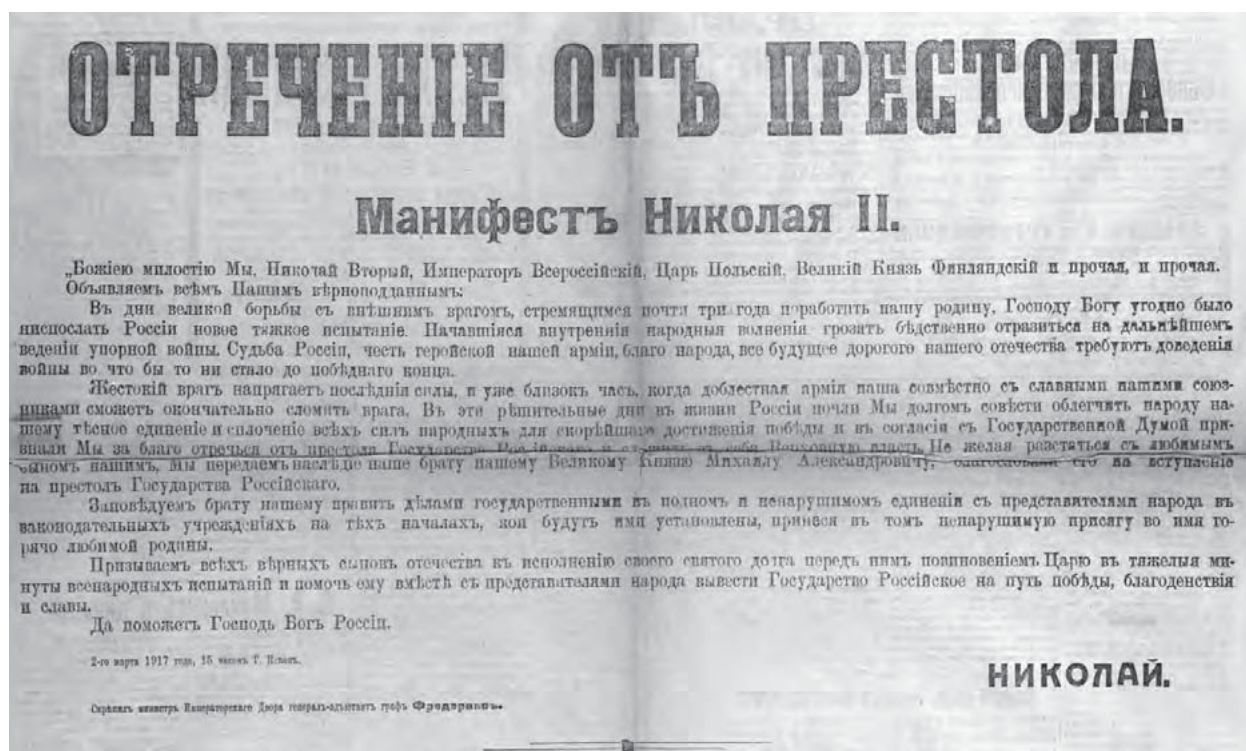 ОТРЕЧЕНІЕ ОТЪ ПРЕСТОЛА.
Манифестъ Николая II.
„Божіею милостію Мы, Николай Второй, Императоръ Всероссійскій, Царь Польскій, Великій Князь Финляндскій и прочая, и прочая.
Объявляемъ всѣмъ Нашимъ вѣрноподданнымъ:
Въ дни великой борьбы съ внѣшнимъ врагомъ, стремящимся почти три года поработить нашу родину, Господу Богу угодно было
ниспослать Россіи новое тяжкое испытаніе. Начавшіяся внутреннія народныя волненія грозятъ бѣдственно отразиться на дальнѣйшемъ
веденіи упорной войны. Судьба Россіи, честь геройской нашей арміи, благо народа, все будущее дорогого нашего отечества требуютъ доведенія
войны во что бы то ни стало до побѣднаго конца.
Жестокій врагъ напрягаетъ послѣднія силы, и уже близокъ часъ, когда доблестная армія наша совмѣстно съ славными нашими союз-
никами сможетъ окончательно сломить врага. Въ эти рѣшительные дни въ жизни Россіи почли Мы долгомъ совѣсти облегчить народу на-
шему тѣсное единеніе и сплоченіе всѣхъ силъ народныхъ для скорѣйшаго достиженія побѣды и въ согласіи съ Государственной Думой при-
знали Мы за благо отречься отъ престола Государства Россійскаго и сложить съ себя Верховную власть. Не желая разстаться съ любимымъ
сыномъ нашимъ, Мы передаемъ наслѣдіе наше брату нашему Великому Князю Михаилу Александровичу, благословляя его на вступленіе
на престолъ Государства Россійскаго.
Заповѣдуемъ брату нашему править дѣлами государственными въ полномъ и ненарушимомъ единеніи съ представителями народа въ
законодательныхъ учрежденіяхъ на тѣхъ началахъ, кои будутъ ими установлены, принеся въ томъ ненарушимую присягу во имя го-
рячо любимой родины.
Призываемъ всѣхъ вѣрныхъ сыновъ отечества къ исполненію своего святого долга передъ нимъ повиновеніемъ Царю въ тяжелыя ми-
нуты всенародныхъ испытаній и помочь ему вмѣстѣ съ представителями народа вывести Государство Россійское на путь побѣды, благоденствія
и славы.
Да поможетъ Господь Богъ Россіи.
2-го марта 1917 года, 15 часовъ Г. Псковъ.
НИКОЛАЙ.
Скрѣпилъ министръ Императорскаго Двора генералъ-адъютантъ графъ Фредериксъ.